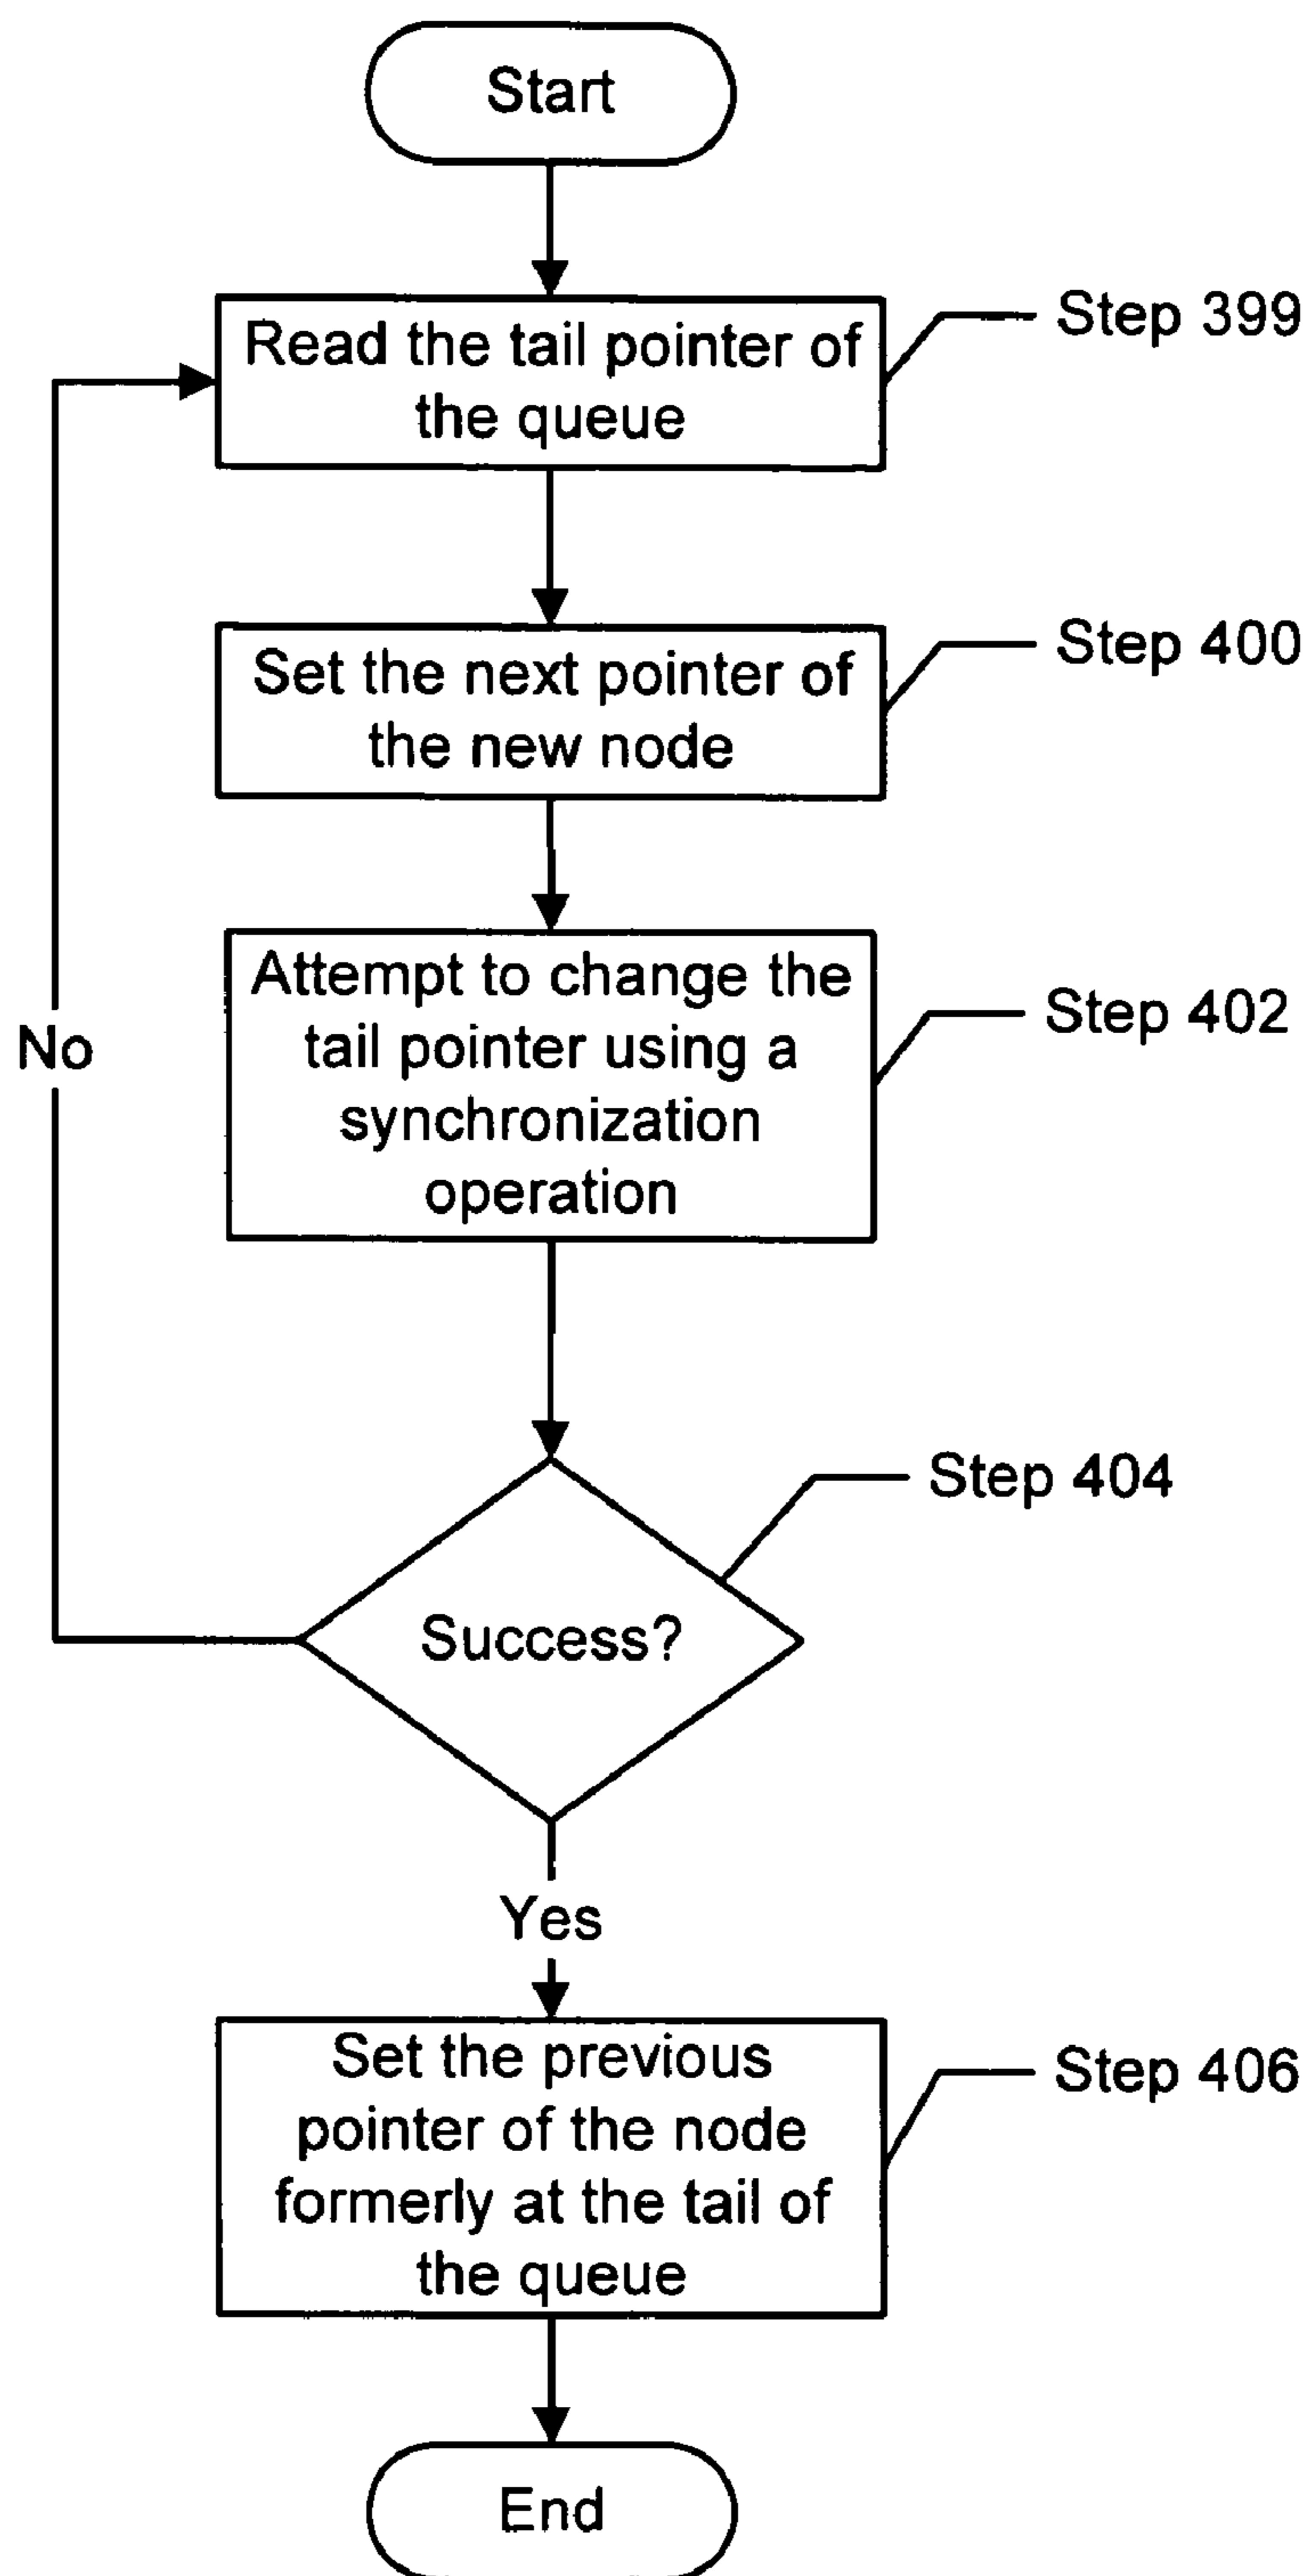 Start
Read the tail pointer of
the queue
Step 399
Set the next pointer of
the new node
Step 400
Attempt to change the
tail pointer using a
synchronization
operation
Step 402
No
Success?
Step 404
Yes
Set the previous
pointer of the node
formerly at the tail of
the queue
Step 406
End